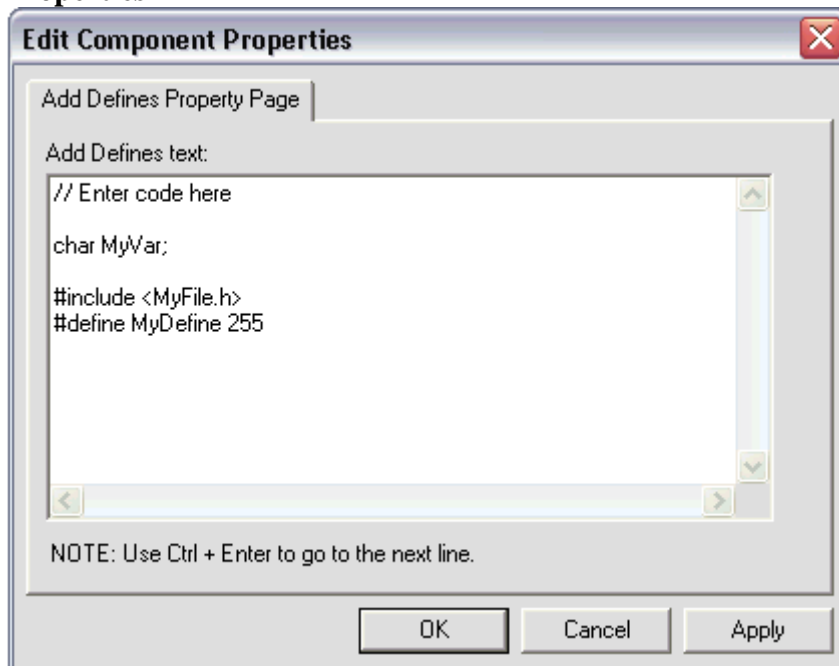 Edit Component Properties
Add Defines Property Page
Add Defines text:
// Enter code here
char MyVar;
#include <MyFile.h>
#define MyDefine 255
NOTE: Use Ctrl + Enter to go to the next line.
OK Cancel Apply